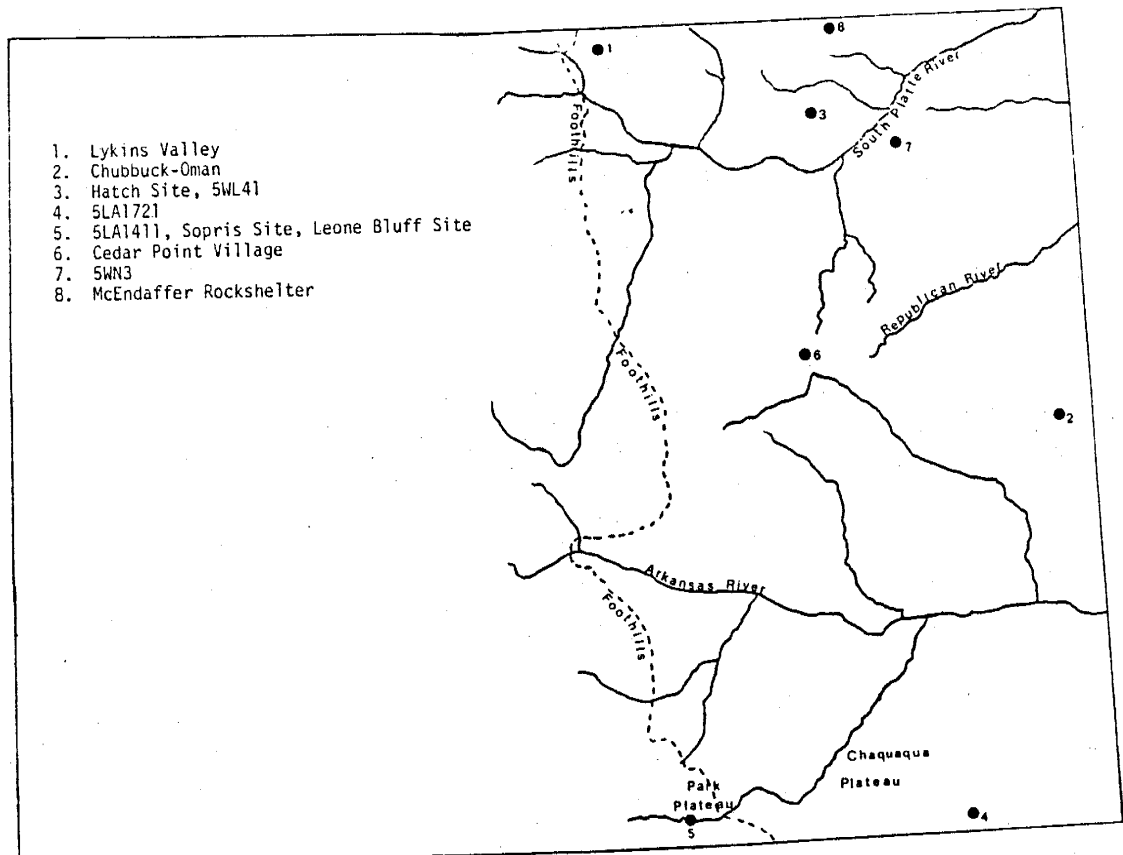 1. Lykins Valley
2. Chubbuck-Oman
3. Hatch Site, 5WL41
4. 5LA1721
5. 5LA1411, Sopris Site, Leone Bluff Site
6. Cedar Point Village
7. 5WN3
8. McEndaffer Rockshelter
8
1
Foothills
South Platte River
3
7
Republican River
6
Foothills
2
Arkansas River
Foothills
Chaquaqua
Plateau
Park
Plateau
5
4